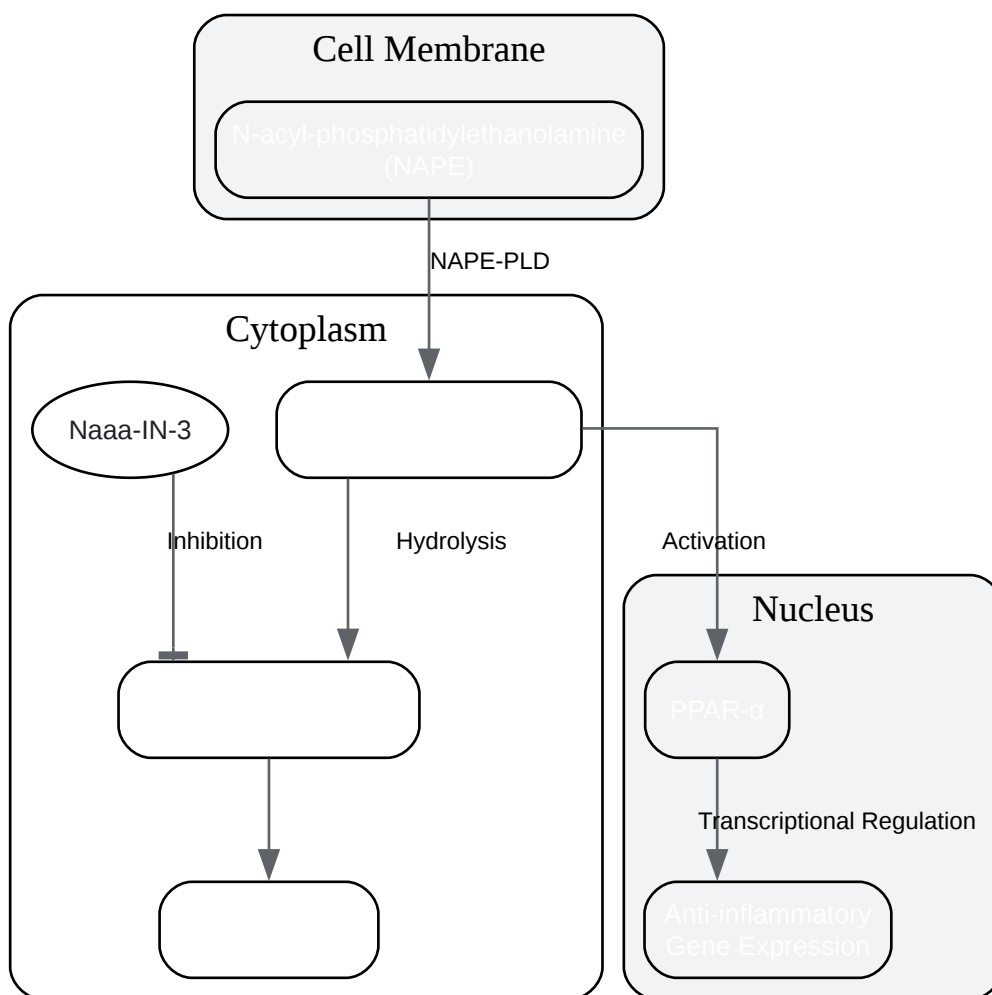 Cell Membrane
N-acyl-phosphatidylethanolamine
(NAPE)
NAPE-PLD
Cytoplasm
Naaa-IN-3
Inhibition
Hydrolysis
Activation
Nucleus
PPAR-α
Transcriptional Regulation
Anti-inflammatory
Gene Expression